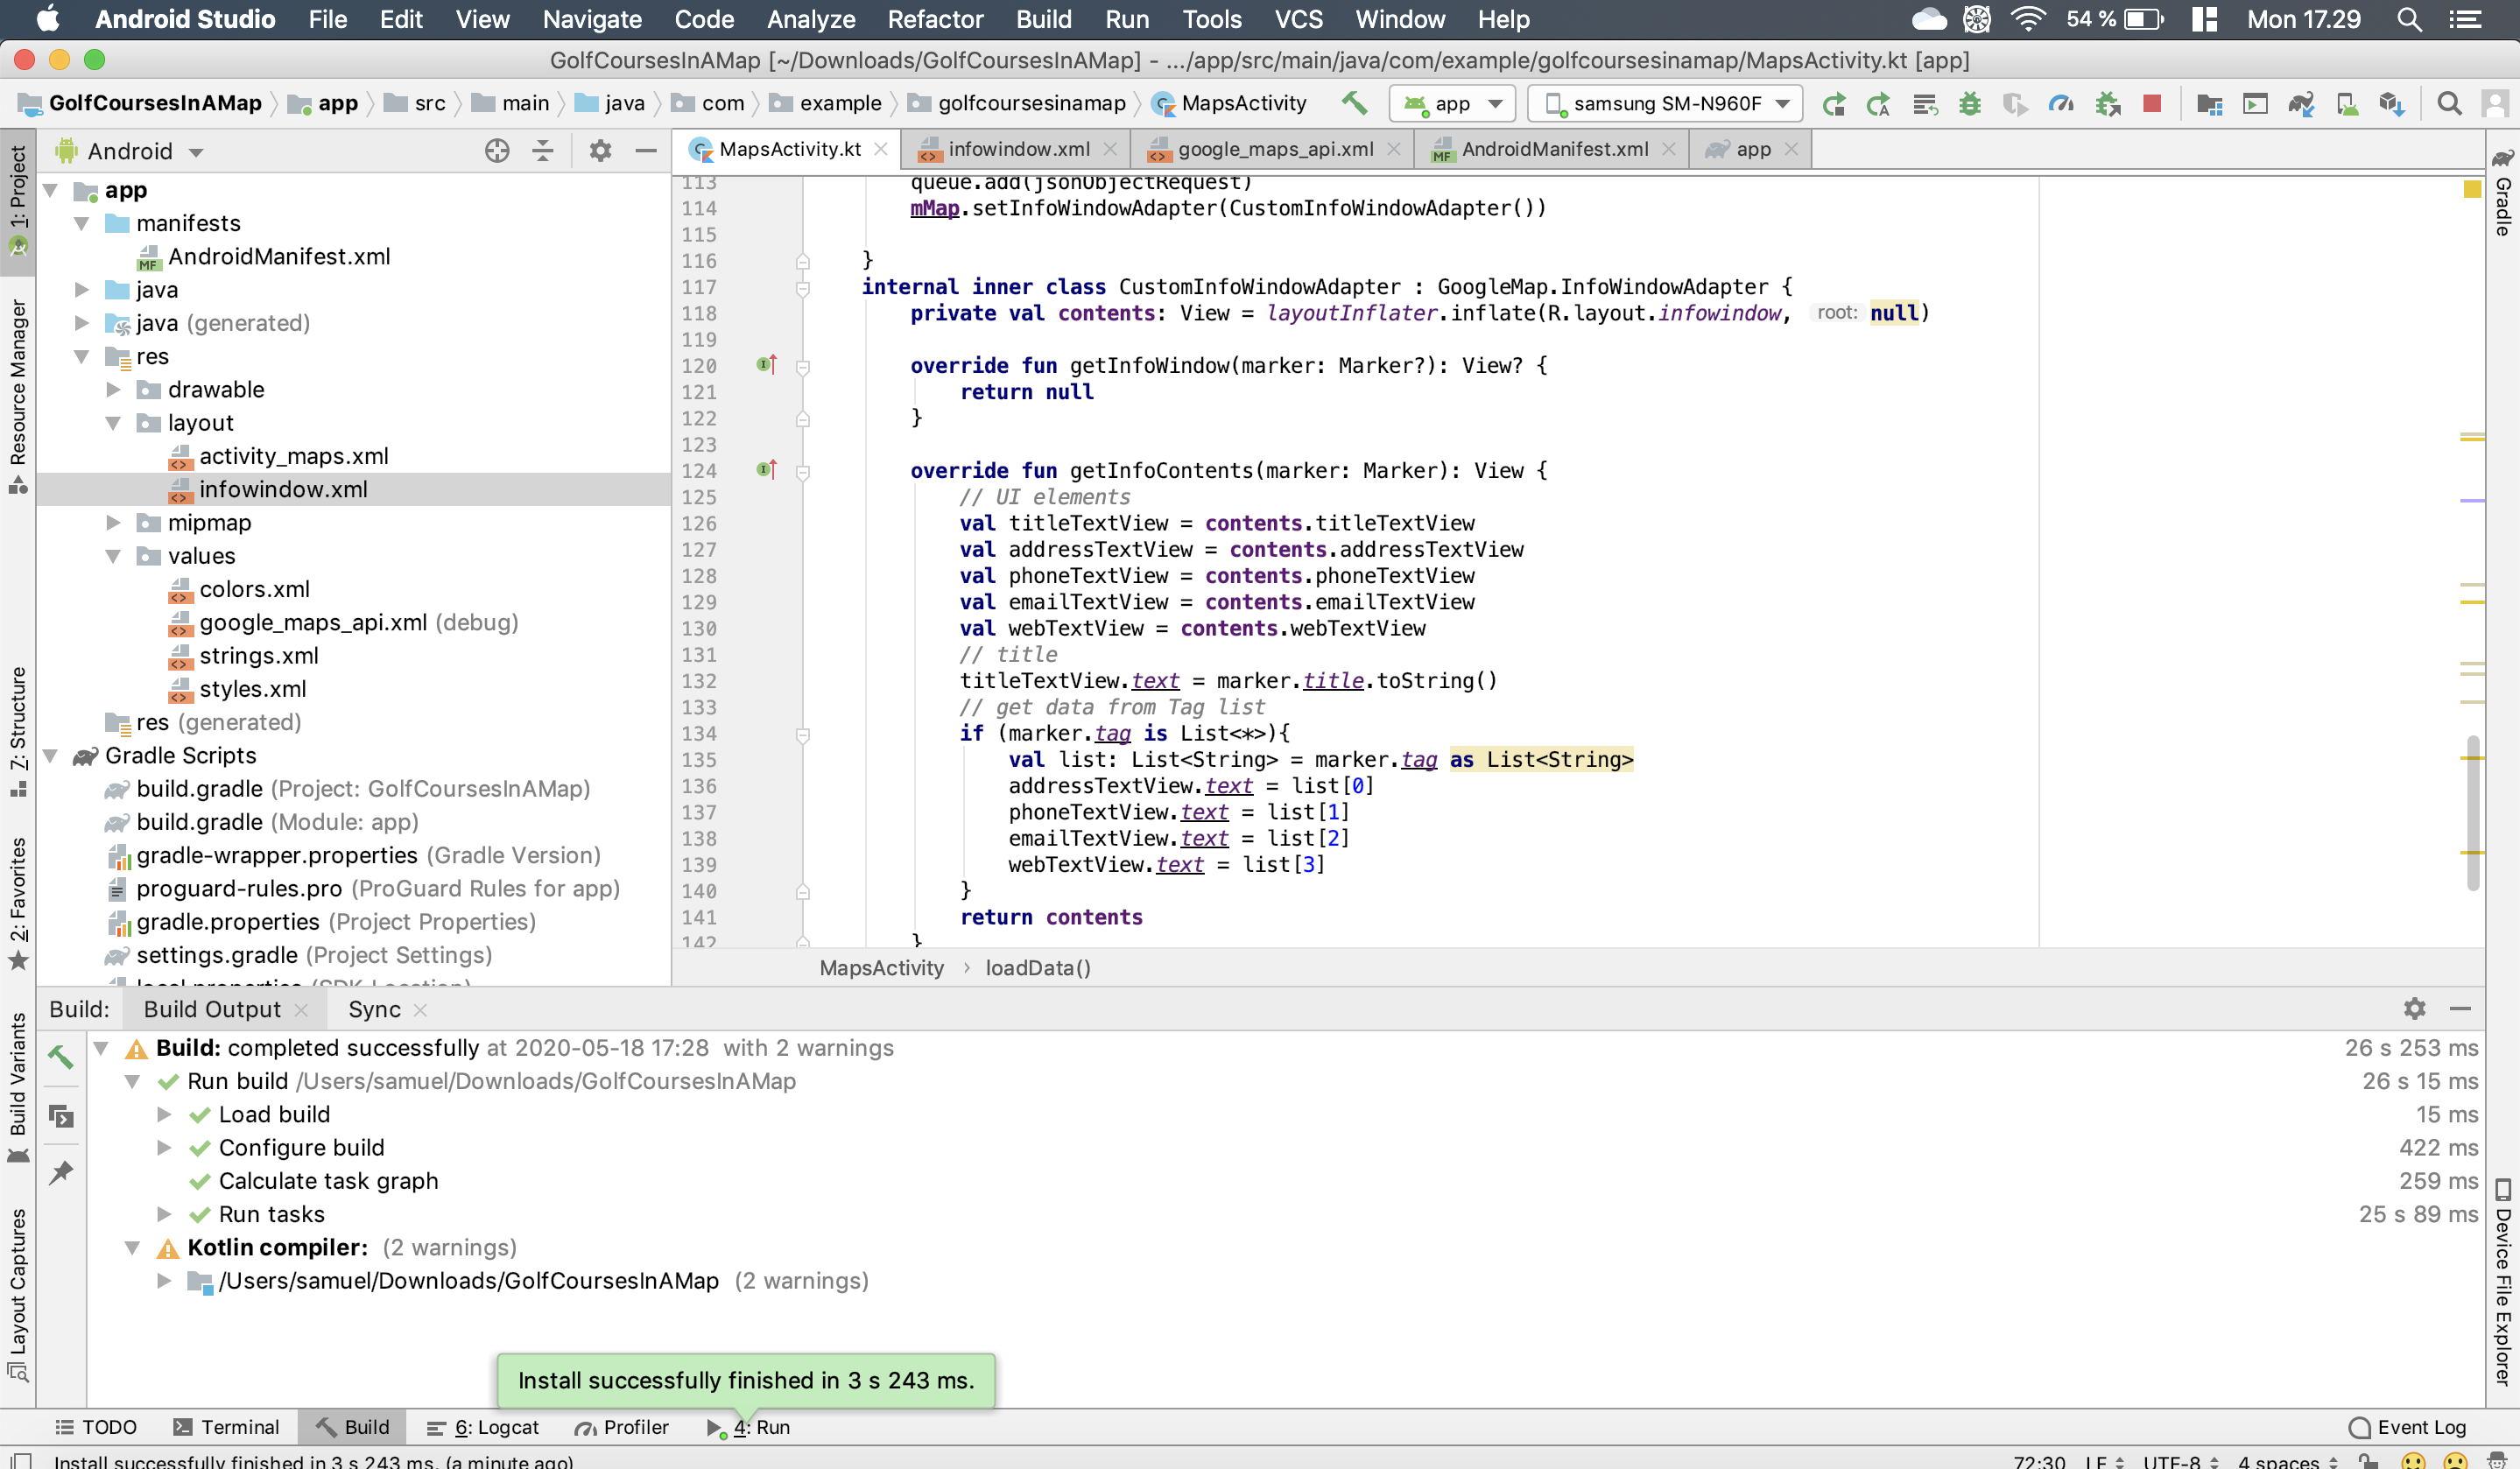 Android Studio File Edit View Navigate Code Analyze Refactor Build Run Tools VCS Window Help 54 % Mon 17.29
GolfCoursesInAMap [~/Downloads/GolfCoursesInAMap] - .../app/src/main/java/com/example/golfcoursesinamap/MapsActivity.kt [app]
GolfCoursesInAMap app src main java com example golfcoursesinamap MapsActivity app samsung SM-N960F
1: Project
Resource Manager
7: Structure
2: Favorites
Build Variants
Layout Captures
Android
app
manifests
MF AndroidManifest.xml
java
java (generated)
res
drawable
layout
activity_maps.xml
infowindow.xml
mipmap
values
colors.xml
google_maps_api.xml (debug)
strings.xml
styles.xml
res (generated)
Gradle Scripts
build.gradle (Project: GolfCoursesInAMap)
build.gradle (Module: app)
gradle-wrapper.properties (Gradle Version)
proguard-rules.pro (ProGuard Rules for app)
gradle.properties (Project Properties)
settings.gradle (Project Settings)
local.properties (SDK Location)
MapsActivity.kt infowindow.xml google_maps_api.xml MF AndroidManifest.xml app
113 queue.add(jsonObjectRequest)
114 mMap.setInfoWindowAdapter(CustomInfoWindowAdapter())
115
116 }
117 internal inner class CustomInfoWindowAdapter : GoogleMap.InfoWindowAdapter {
118 private val contents: View = layoutInflater.inflate(R.layout.infowindow, root: null)
119
120 override fun getInfoWindow(marker: Marker?): View? {
121 return null
122 }
123
124 override fun getInfoContents(marker: Marker): View {
125 // UI elements
126 val titleTextView = contents.titleTextView
127 val addressTextView = contents.addressTextView
128 val phoneTextView = contents.phoneTextView
129 val emailTextView = contents.emailTextView
130 val webTextView = contents.webTextView
131 // title
132 titleTextView.text = marker.title.toString()
133 // get data from Tag list
134 if (marker.tag is List<*>){
135 val list: List<String> = marker.tag as List<String>
136 addressTextView.text = list[0]
137 phoneTextView.text = list[1]
138 emailTextView.text = list[2]
139 webTextView.text = list[3]
140 }
141 return contents
142 }
MapsActivity › loadData()
Gradle
Device File Explorer
Build: Build Output Sync
Build: completed successfully at 2020-05-18 17:28 with 2 warnings 26 s 253 ms
Run build /Users/samuel/Downloads/GolfCoursesInAMap 26 s 15 ms
Load build 15 ms
Configure build 422 ms
Calculate task graph 259 ms
Run tasks 25 s 89 ms
Kotlin compiler: (2 warnings)
/Users/samuel/Downloads/GolfCoursesInAMap (2 warnings)
Install successfully finished in 3 s 243 ms.
TODO Terminal Build 6: Logcat Profiler 4: Run Event Log
Install successfully finished in 3 s 243 ms. (a minute ago) 72:30 LF UTF-8 4 spaces